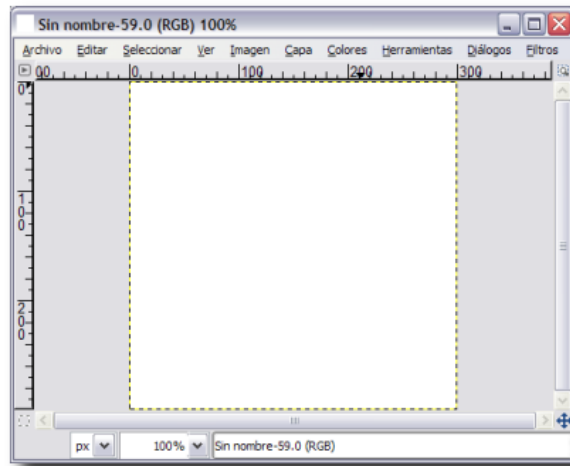 Sin nombre-59.0 (RGB) 100%
Archivo Editar Seleccionar Ver Imagen Capa Colores Herramientas Diálogos Filtros
00 0 100 200 300
0
100
200
px 100% Sin nombre-59.0 (RGB)